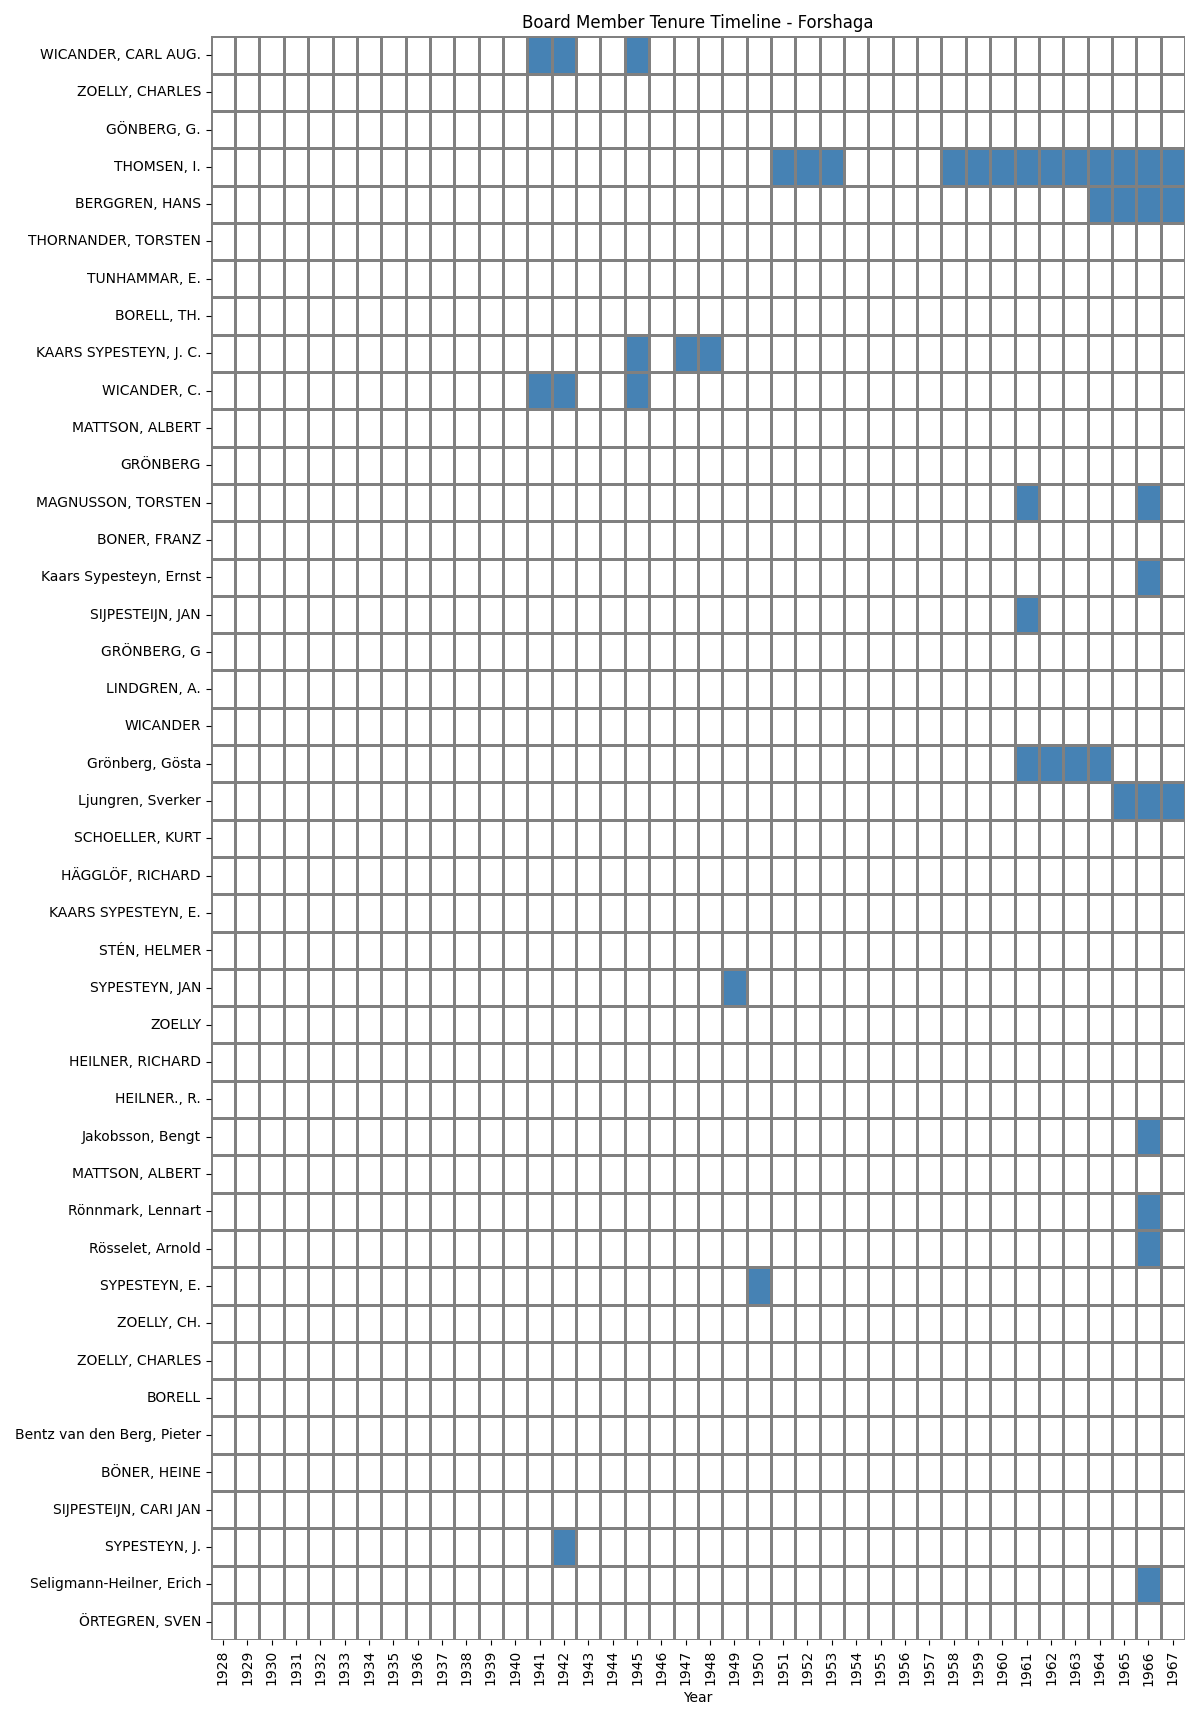 Board Member Tenure Timeline - Forshaga
WICANDER, CARL AUG.
ZOELLY, CHARLES
GÖNBERG, G.
THOMSEN, I.
BERGGREN, HANS
THORNANDER, TORSTEN
TUNHAMMAR, E.
BORELL, TH.
KAARS SYPESTEYN, J. C.
WICANDER, C.
MATTSON, ALBERT
GRÖNBERG
MAGNUSSON, TORSTEN
BONER, FRANZ
Kaars Sypesteyn, Ernst
SIJPESTEIJN, JAN
GRÖNBERG, G
LINDGREN, A.
WICANDER
Grönberg, Gösta
Ljungren, Sverker
SCHOELLER, KURT
HÄGGLÖF, RICHARD
KAARS SYPESTEYN, E.
STÉN, HELMER
SYPESTEYN, JAN
ZOELLY
HEILNER, RICHARD
HEILNER., R.
Jakobsson, Bengt
MATTSON, ALBERT
Rönnmark, Lennart
Rösselet, Arnold
SYPESTEYN, E.
ZOELLY, CH.
ZOELLY, CHARLES
BORELL
Bentz van den Berg, Pieter
BÖNER, HEINE
SIJPESTEIJN, CARI JAN
SYPESTEYN, J.
Seligmann-Heilner, Erich
ÖRTEGREN, SVEN
1928 1929 1930 1931 1932 1933 1934 1935 1936 1937 1938 1939 1940 1941 1942 1943 1944 1945 1946 1947 1948 1949 1950 1951 1952 1953 1954 1955 1956 1957 1958 1959 1960 1961 1962 1963 1964 1965 1966 1967
Year